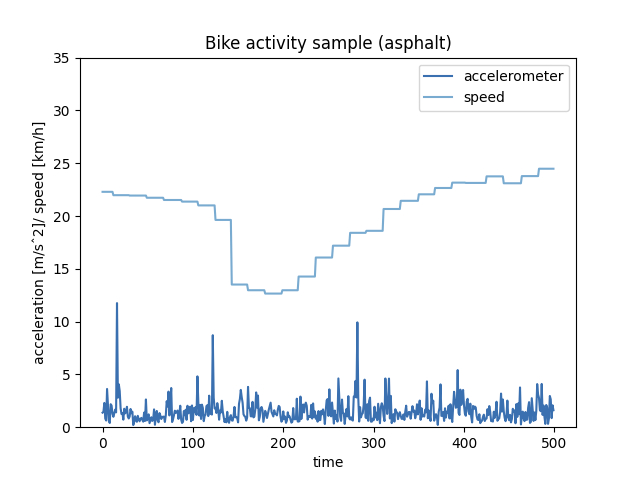 Bike activity sample (asphalt)
accelerometer
speed
acceleration [m/s^2]/ speed [km/h]
35
30
25
20
15
10
5
0
0 100 200 300 400 500
time